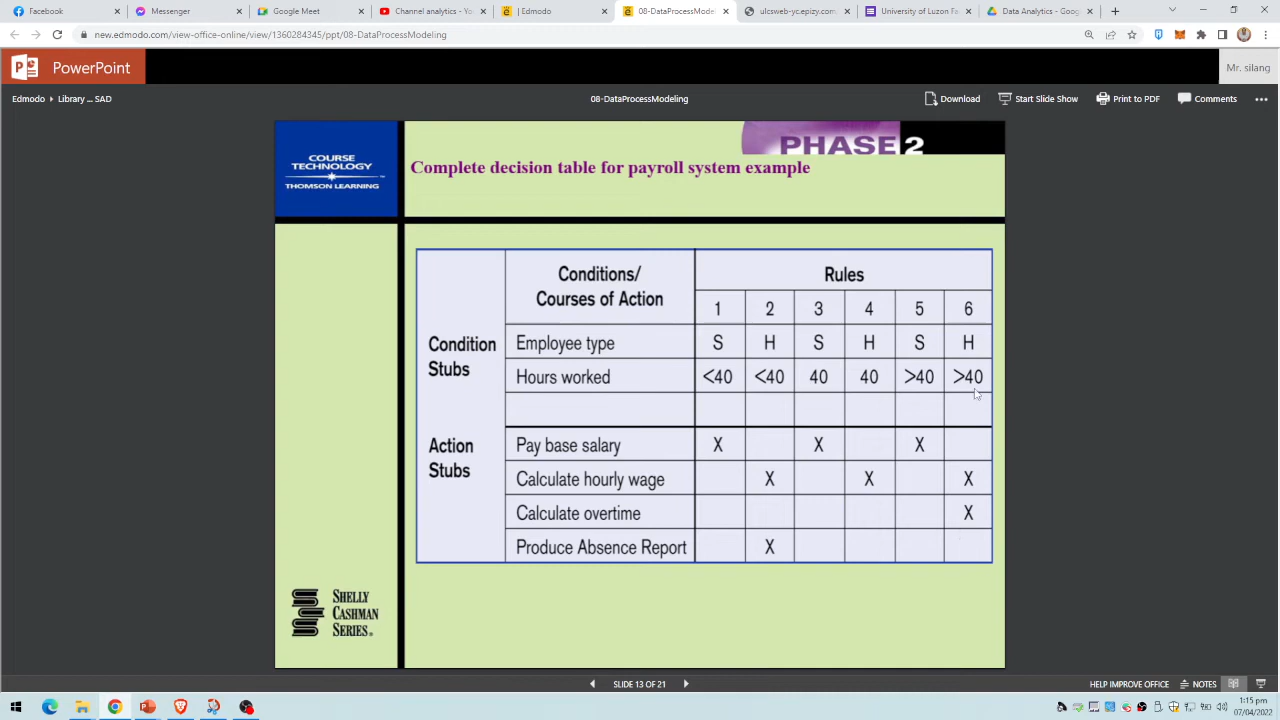 Facebook
Messenger
Google Meet
Channel analytics - Y
| Edmodo
08-DataProcessModel
ulcsweb-ycepizy.com
University of Luzon Fa
Data Analytics - Goog
new.edmodo.com/view-office-online/view/1360284345/ppt/08-DataProcessModeling
PowerPoint
Mr. silang
Edmodo
Library ... SAD
08-DataProcessModeling
Download
Start Slide Show
Print to PDF
Comments
COURSE
TECHNOLOGY
THOMSON LEARNING
PHASE 2
Complete decision table for payroll system example
Conditions/
Courses of Action
Rules
1 2 3 4 5 6
Condition
Stubs
Employee type S H S H S H
Hours worked <40 <40 40 40 >40 >40
Action
Stubs
Pay base salary X X X
Calculate hourly wage X X X
Calculate overtime X
Produce Absence Report X
SHELLY
CASHMAN
SERIES®
SLIDE 13 OF 21
HELP IMPROVE OFFICE
NOTES
1:15 pm
07/04/2022